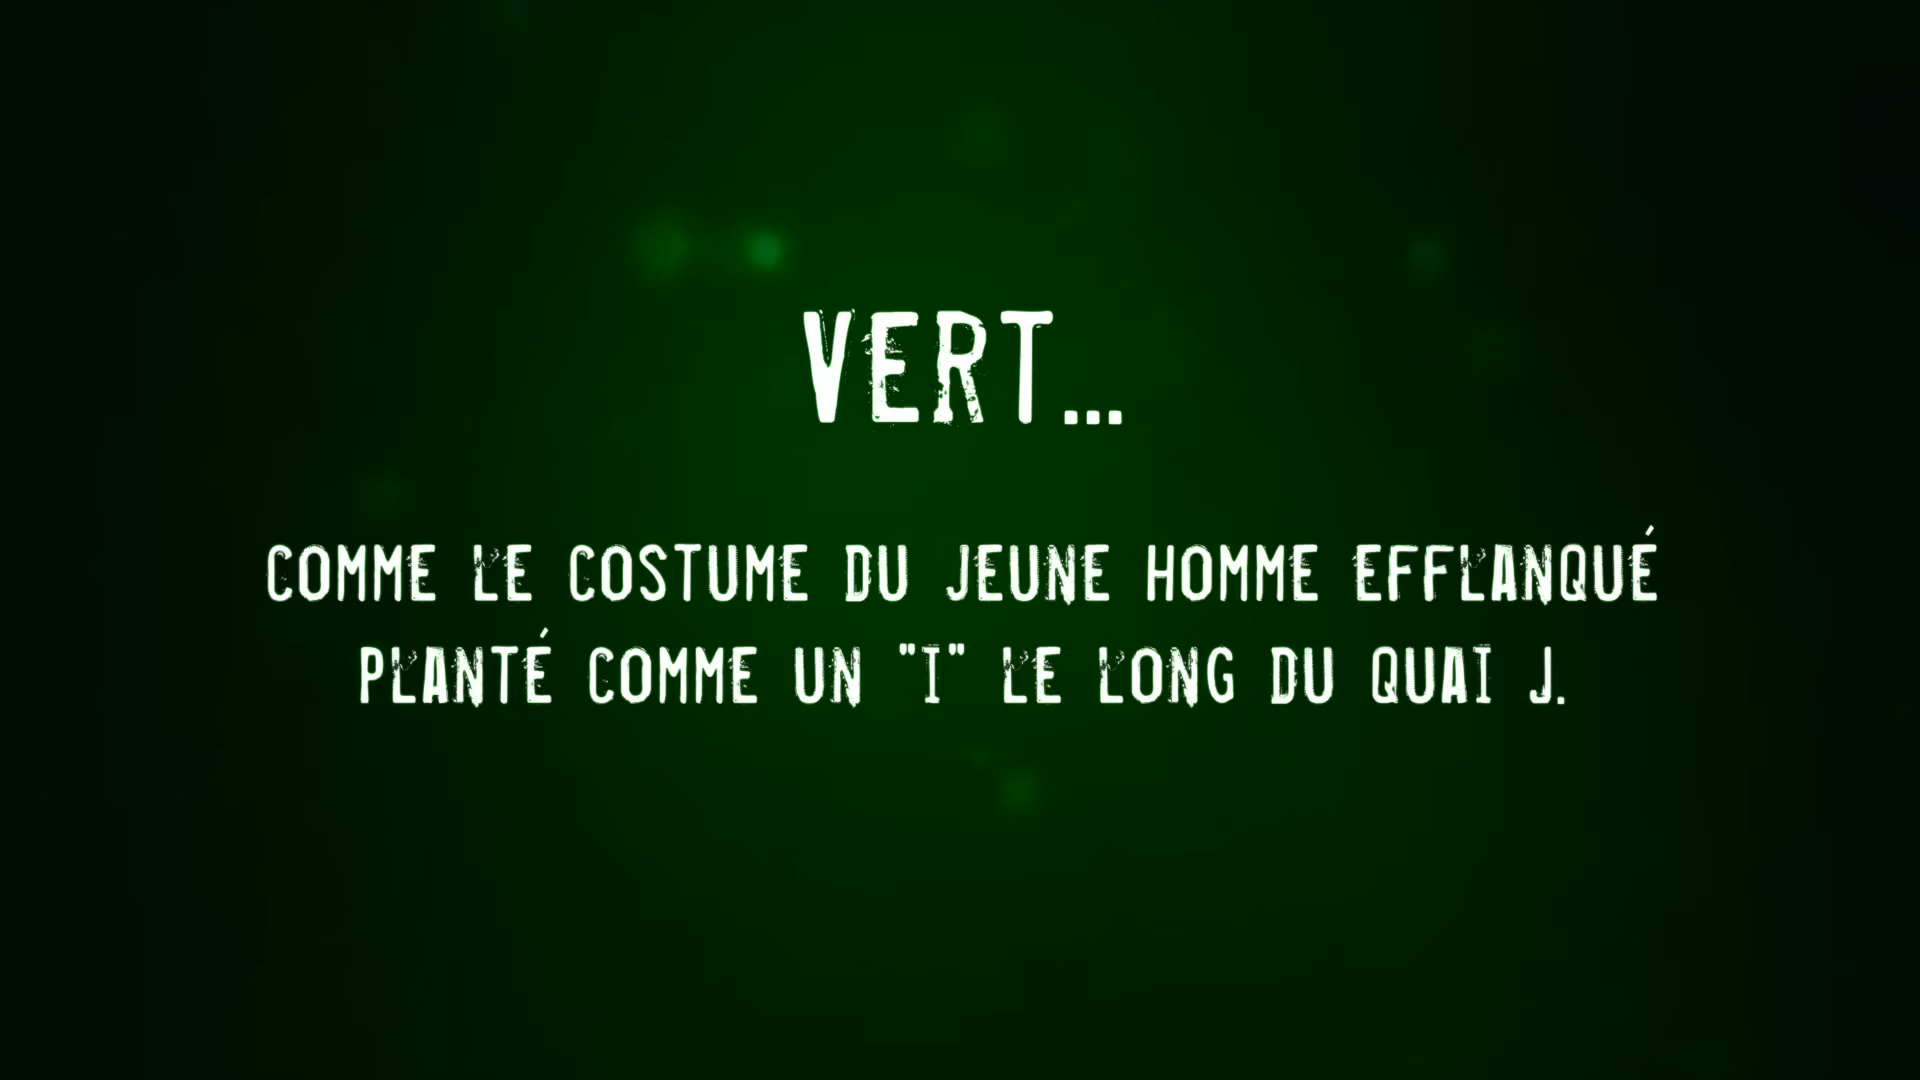 VERT...
COMME LE COSTUME DU JEUNE HOMME EFFLANQUÉ
PLANTÉ COMME UN "I" LE LONG DU QUAI J.